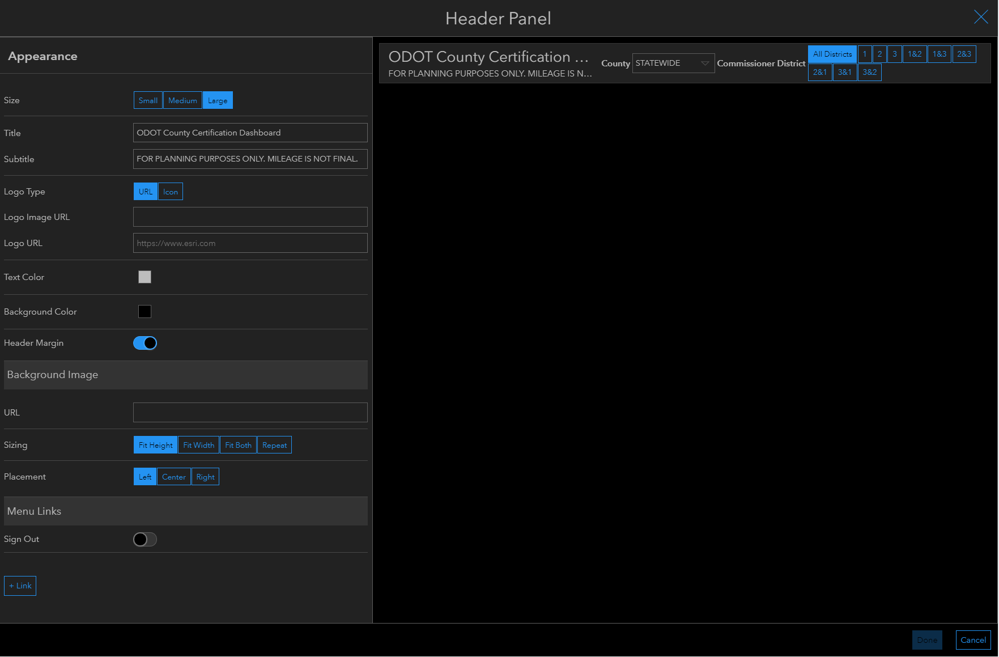 Header Panel
Appearance
Size
Small Medium Large
Title
ODOT County Certification Dashboard
Subtitle
FOR PLANNING PURPOSES ONLY. MILEAGE IS NOT FINAL.
Logo Type
URL Icon
Logo Image URL
Logo URL
https://www.esri.com
Text Color
Background Color
Header Margin
Background Image
URL
Sizing
Fit Height Fit Width Fit Both Repeat
Placement
Left Center Right
Menu Links
Sign Out
+ Link
ODOT County Certification ...
FOR PLANNING PURPOSES ONLY. MILEAGE IS N...
County STATEWIDE Commissioner District
All Districts 1 2 3 1&2 1&3 2&3
2&1 3&1 3&2
Done Cancel